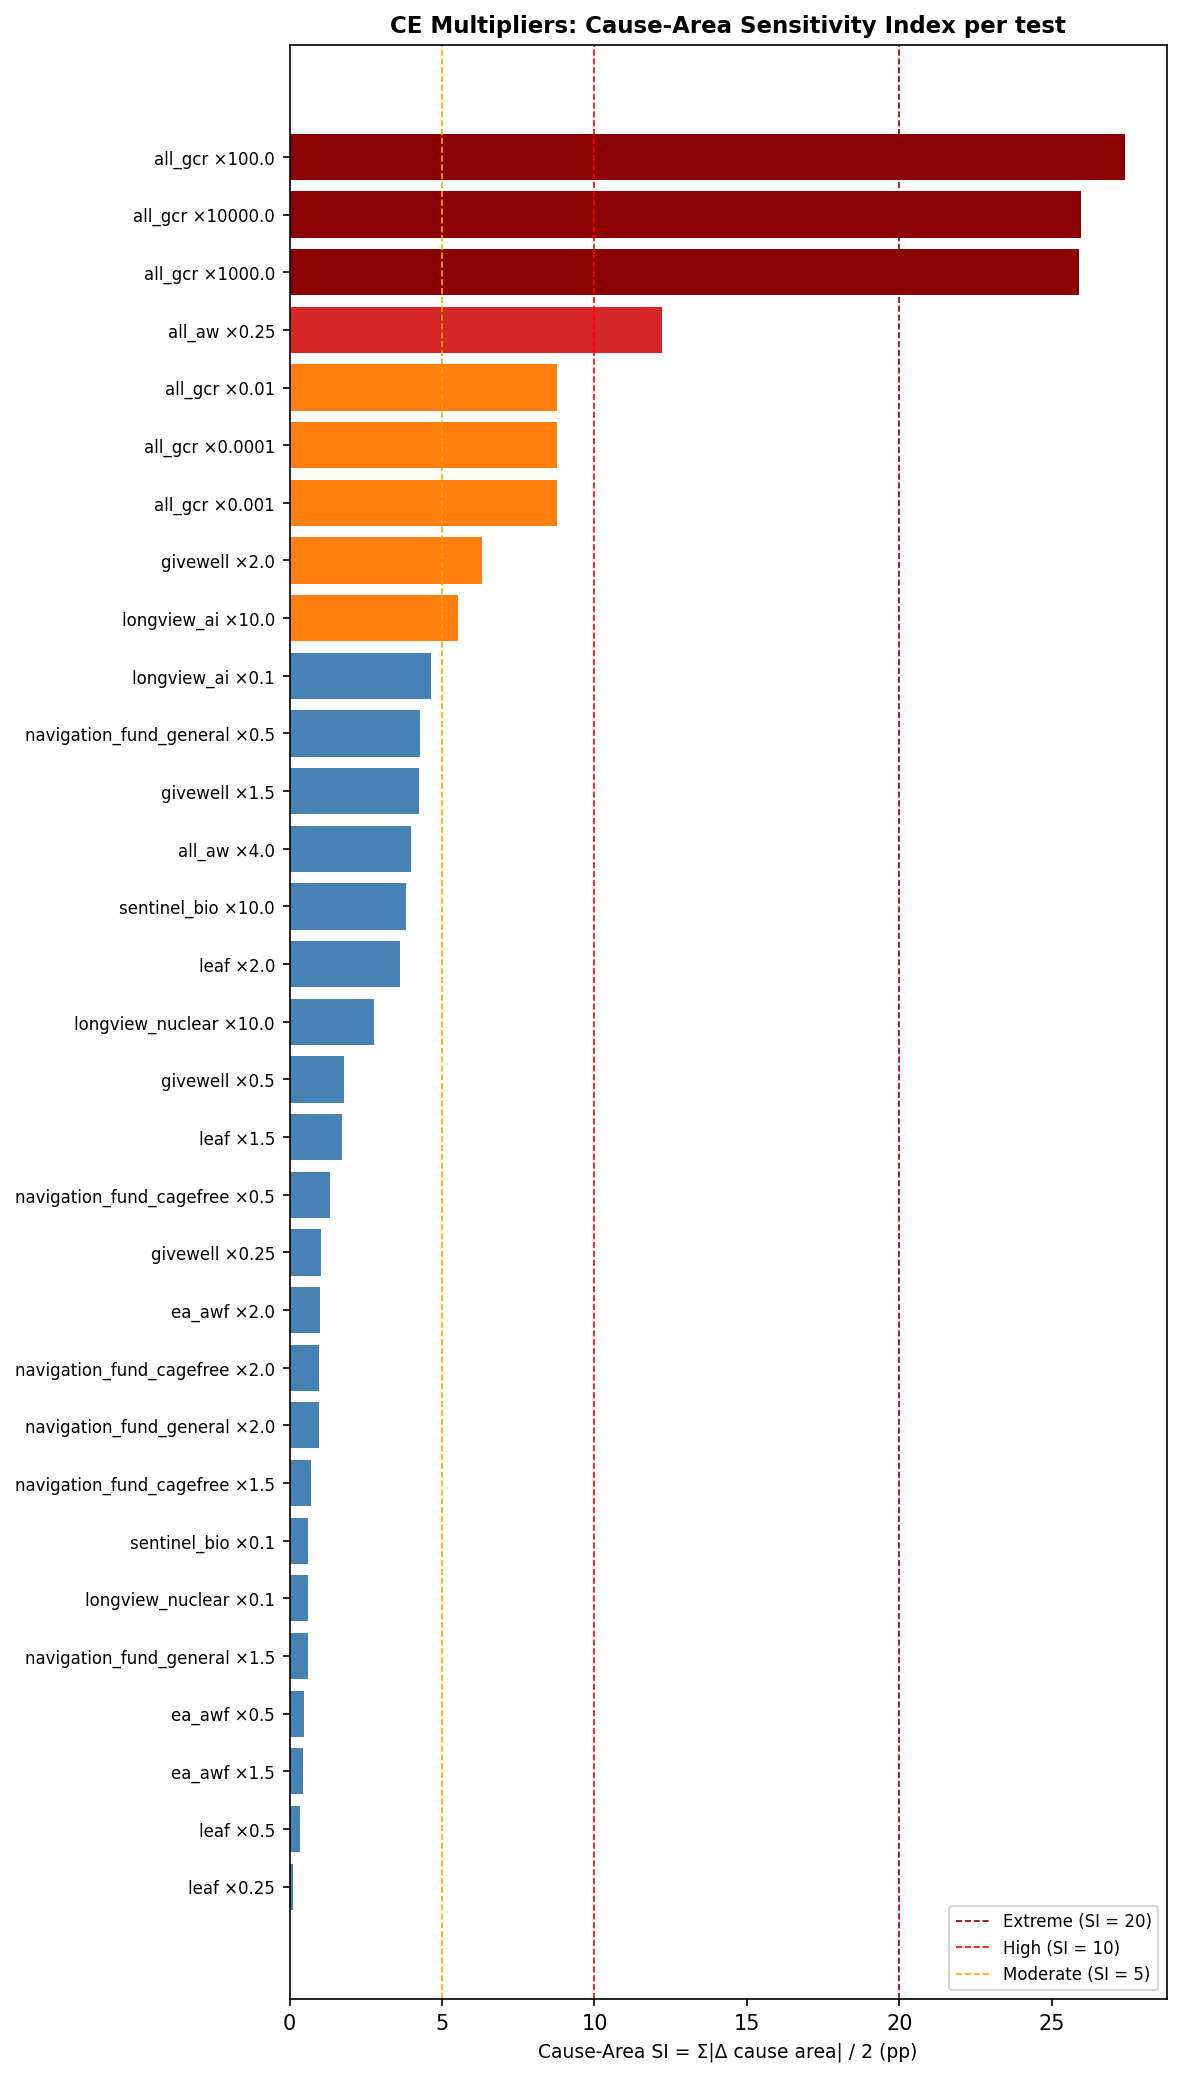 CE Multipliers: Cause-Area Sensitivity Index per test
all_gcr ×100.0
all_gcr ×10000.0
all_gcr ×1000.0
all_aw ×0.25
all_gcr ×0.01
all_gcr ×0.0001
all_gcr ×0.001
givewell ×2.0
longview_ai ×10.0
longview_ai ×0.1
navigation_fund_general ×0.5
givewell ×1.5
all_aw ×4.0
sentinel_bio ×10.0
leaf ×2.0
longview_nuclear ×10.0
givewell ×0.5
leaf ×1.5
navigation_fund_cagefree ×0.5
givewell ×0.25
ea_awf ×2.0
navigation_fund_cagefree ×2.0
navigation_fund_general ×2.0
navigation_fund_cagefree ×1.5
sentinel_bio ×0.1
longview_nuclear ×0.1
navigation_fund_general ×1.5
ea_awf ×0.5
ea_awf ×1.5
leaf ×0.5
leaf ×0.25
Extreme (SI = 20)
High (SI = 10)
Moderate (SI = 5)
0 5 10 15 20 25
Cause-Area SI = Σ|Δ cause area| / 2 (pp)